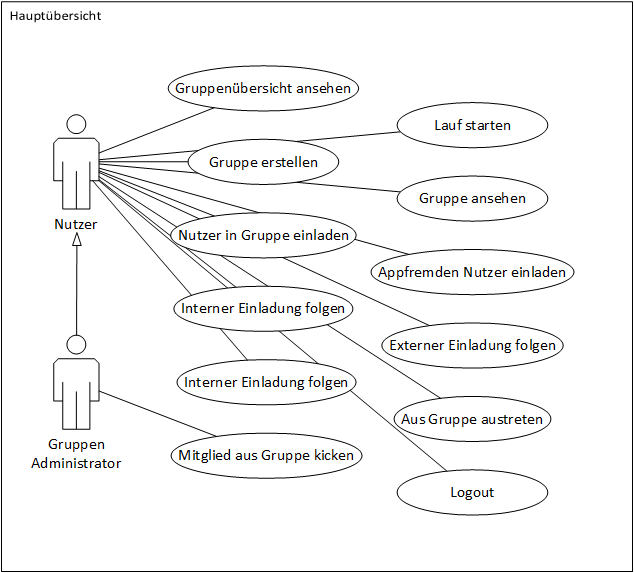 Hauptübersicht
Gruppenübersicht ansehen
Lauf starten
Gruppe erstellen
Gruppe ansehen
Nutzer
Nutzer in Gruppe einladen
Appfremden Nutzer einladen
Interner Einladung folgen
Externer Einladung folgen
Interner Einladung folgen
Aus Gruppe austreten
Gruppen
Administrator
Mitglied aus Gruppe kicken
Logout